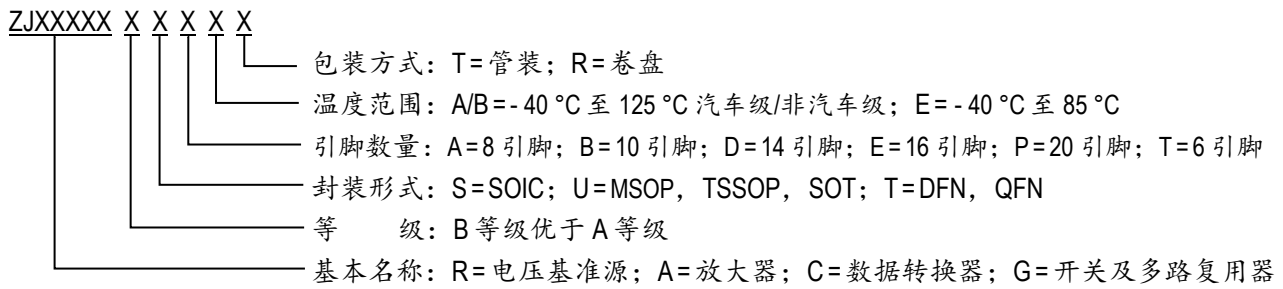 ZJXXXXX X X X X X
包装方式：T=管装；R=卷盘
温度范围：A/B=- 40 °C 至 125 °C 汽车级/非汽车级；E= - 40 °C 至 85 °C
引脚数量：A=8 引脚；B=10 引脚；D=14 引脚；E=16 引脚；P=20 引脚；T=6 引脚
封装形式：S=SOIC；U=MSOP，TSSOP，SOT；T=DFN，QFN
等 级：B 等级优于 A 等级
基本名称：R=电压基准源；A=放大器；C=数据转换器；G=开关及多路复用器